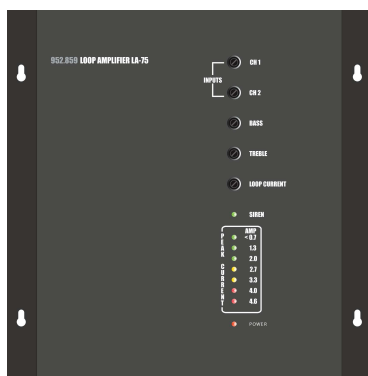 952.859 LOOP AMPLIFIER LA-75
CH 1
INPUTS
CH 2
BASS
TREBLE
LOOP CURRENT
SIREN
PEAK CURRENT
AMP
< 0.7
1.3
2.0
2.7
3.3
4.0
4.6
POWER